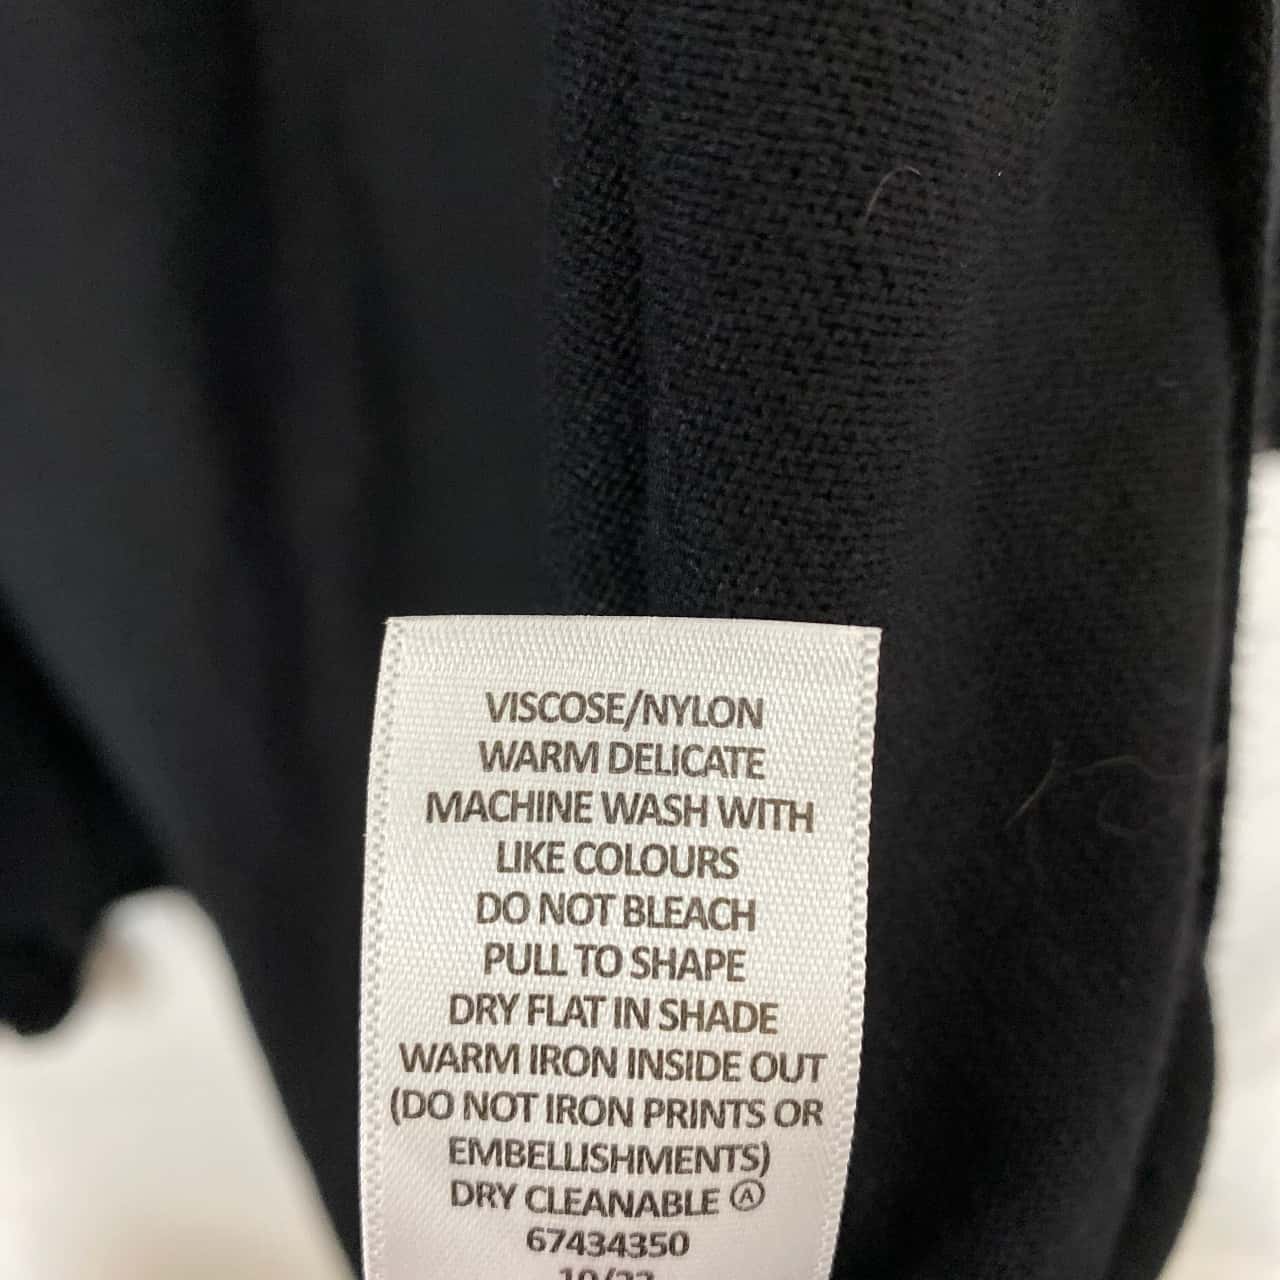 VISCOSE/NYLON
WARM DELICATE
MACHINE WASH WITH
LIKE COLOURS
DO NOT BLEACH
PULL TO SHAPE
DRY FLAT IN SHADE
WARM IRON INSIDE OUT
(DO NOT IRON PRINTS OR
EMBELLISHMENTS)
DRY CLEANABLE Ⓐ
67434350